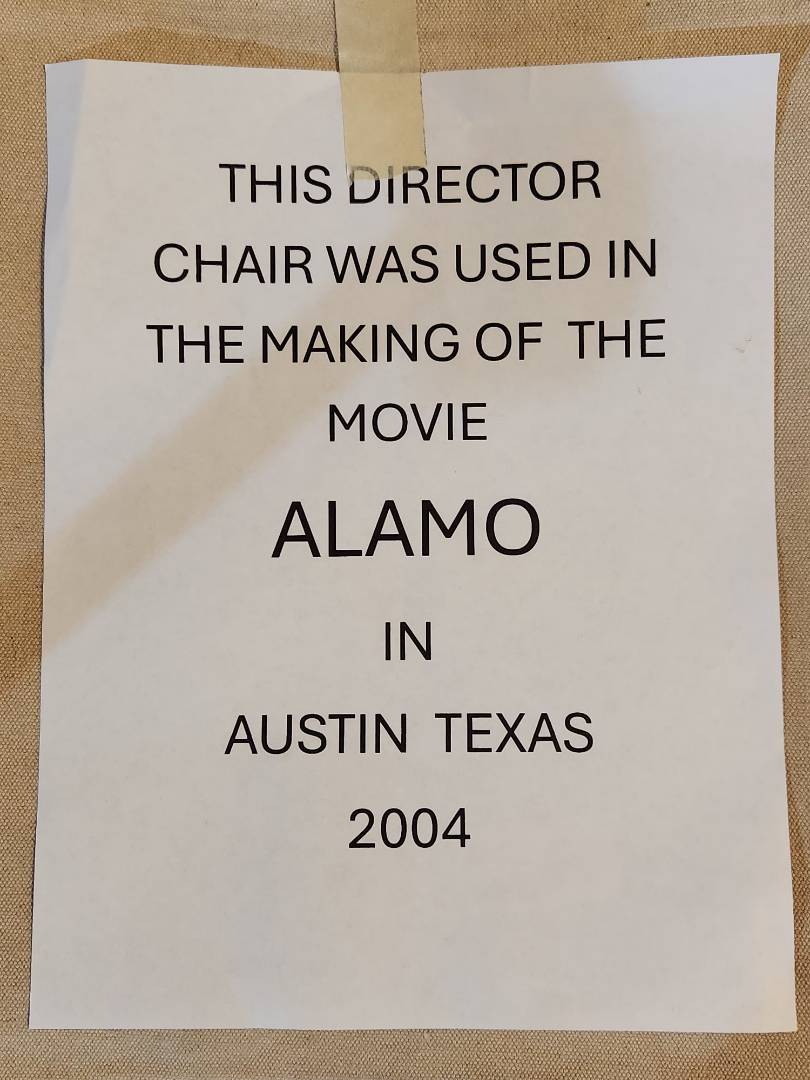 THIS DIRECTOR
CHAIR WAS USED IN
THE MAKING OF THE
MOVIE
ALAMO
IN
AUSTIN TEXAS
2004